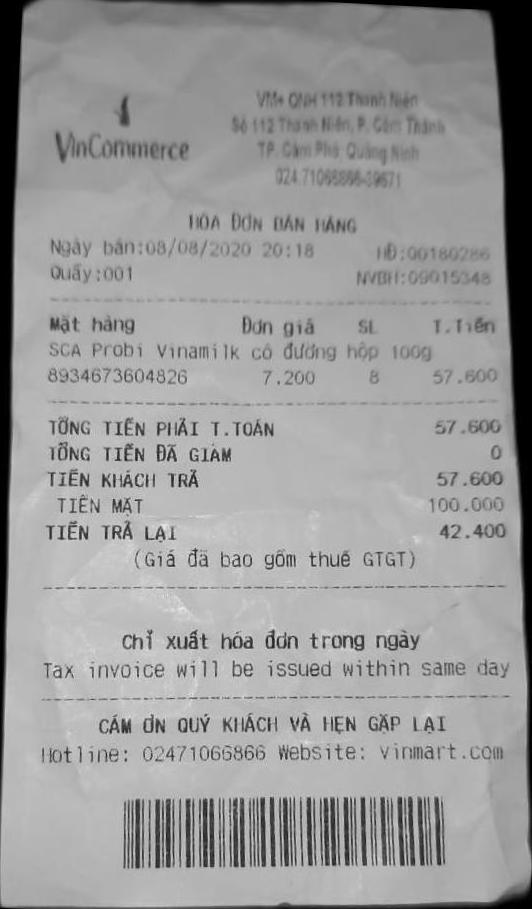 VinCommerce
VM+ QNH 112 Thanh Niên
Số 112 Thanh Niên, P. Cẩm Thành
TP. Cẩm Phả, Quảng Ninh
024.71066866-39671
HÓA ĐƠN BÁN HÀNG
Ngày bán:08/08/2020 20:18 HĐ:00180286
Quầy:001 NVBH:09015348
Mặt hàng Đơn giá SL T.Tiền
SCA Probi Vinamilk có đường hộp 100g
8934673604826 7.200 8 57.600
TỔNG TIỀN PHẢI T.TOÁN 57.600
TỔNG TIỀN ĐÃ GIẢM 0
TIỀN KHÁCH TRẢ 57.600
TIỀN MẶT 100.000
TIỀN TRẢ LẠI 42.400
(Giá đã bao gồm thuế GTGT)
Chỉ xuất hóa đơn trong ngày
Tax invoice will be issued within same day
CẢM ƠN QUÝ KHÁCH VÀ HẸN GẶP LẠI
Hotline: 02471066866 Website: vinmart.com